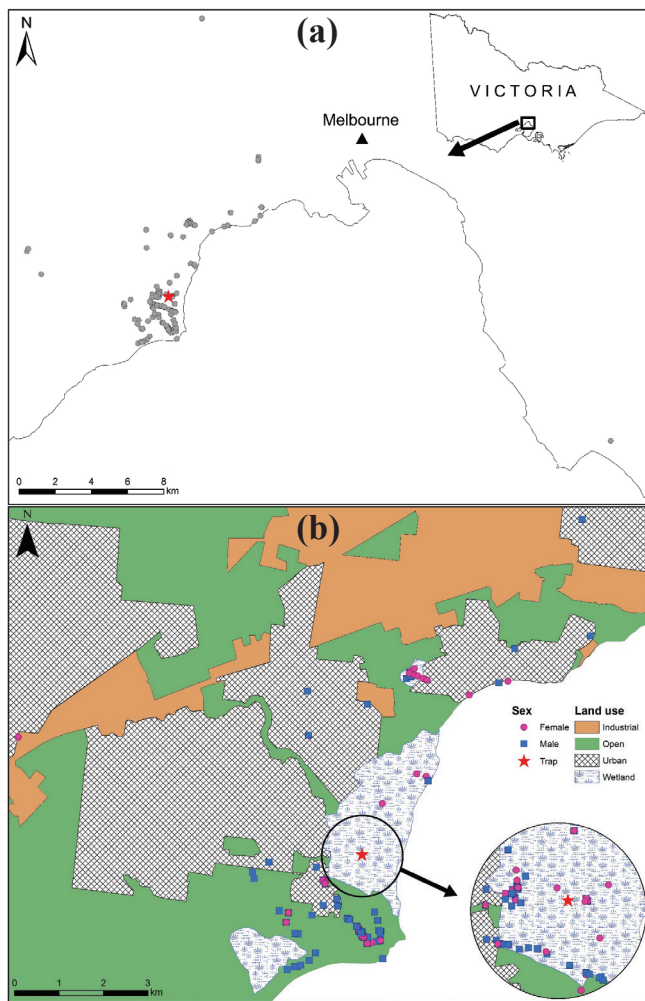 N
(a)
VICTORIA
Melbourne
0 2 4 6 8
km
N
(b)
Sex
Female
Male
Trap
Land use
Industrial
Open
Urban
Wetland
0 1 2 3
km